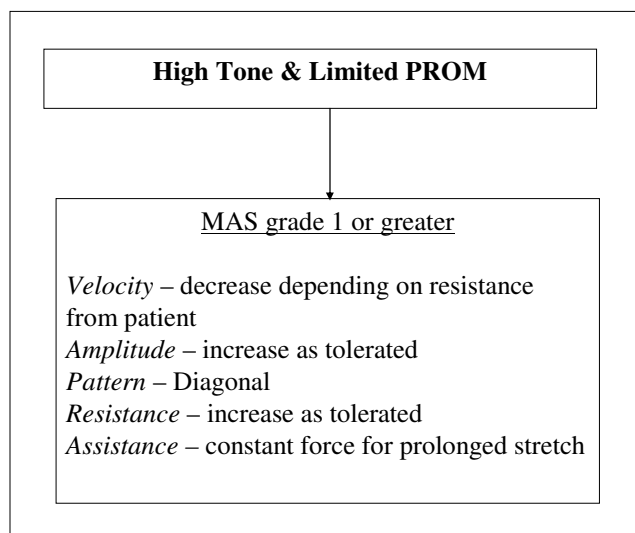 High Tone & Limited PROM
MAS grade 1 or greater
Velocity – decrease depending on resistance
from patient
Amplitude – increase as tolerated
Pattern – Diagonal
Resistance – increase as tolerated
Assistance – constant force for prolonged stretch